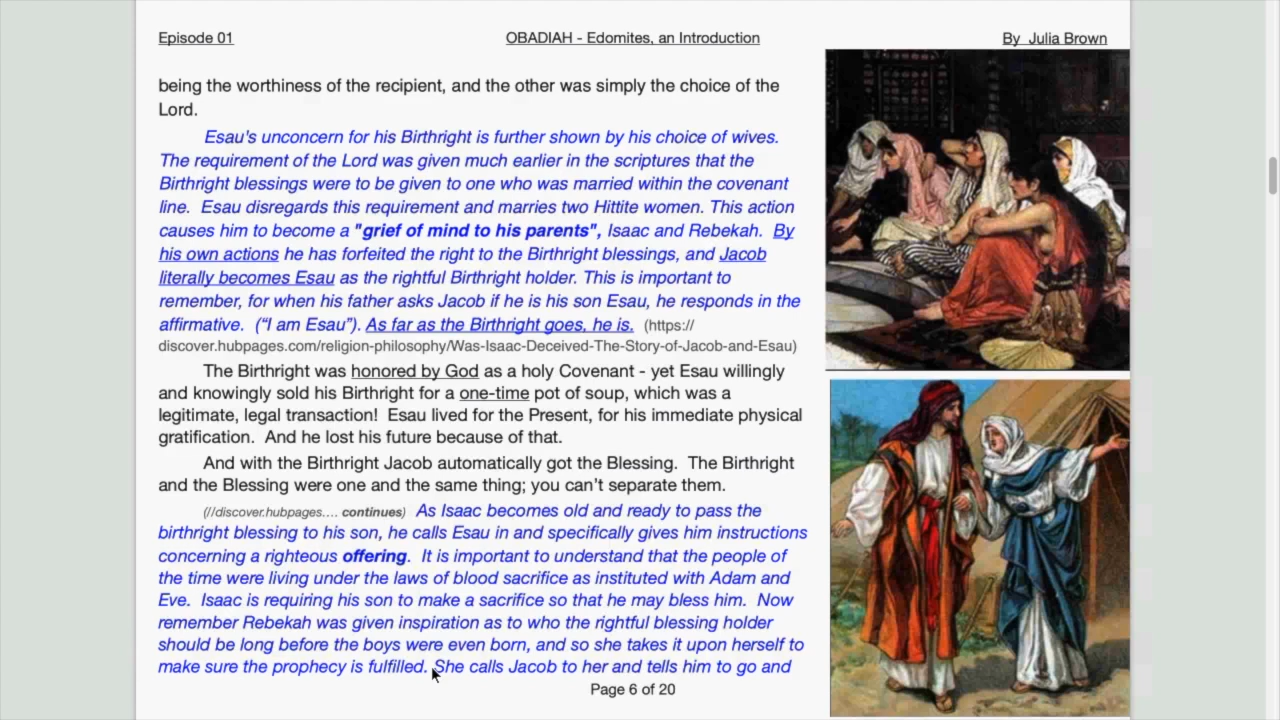 Episode 01
OBADIAH - Edomites, an Introduction
By Julia Brown
being the worthiness of the recipient, and the other was simply the choice of the
Lord.
Esau's unconcern for his Birthright is further shown by his choice of wives.
The requirement of the Lord was given much earlier in the scriptures that the
Birthright blessings were to be given to one who was married within the covenant
line. Esau disregards this requirement and marries two Hittite women. This action
causes him to become a "grief of mind to his parents", Isaac and Rebekah. By
his own actions he has forfeited the right to the Birthright blessings, and Jacob
literally becomes Esau as the rightful Birthright holder. This is important to
remember, for when his father asks Jacob if he is his son Esau, he responds in the
affirmative. (“I am Esau”). As far as the Birthright goes, he is. (https://
discover.hubpages.com/religion-philosophy/Was-Isaac-Deceived-The-Story-of-Jacob-and-Esau)
The Birthright was honored by God as a holy Covenant - yet Esau willingly
and knowingly sold his Birthright for a one-time pot of soup, which was a
legitimate, legal transaction! Esau lived for the Present, for his immediate physical
gratification. And he lost his future because of that.
And with the Birthright Jacob automatically got the Blessing. The Birthright
and the Blessing were one and the same thing; you can’t separate them.
(//discover.hubpages.... continues) As Isaac becomes old and ready to pass the
birthright blessing to his son, he calls Esau in and specifically gives him instructions
concerning a righteous offering. It is important to understand that the people of
the time were living under the laws of blood sacrifice as instituted with Adam and
Eve. Isaac is requiring his son to make a sacrifice so that he may bless him. Now
remember Rebekah was given inspiration as to who the rightful blessing holder
should be long before the boys were even born, and so she takes it upon herself to
make sure the prophecy is fulfilled. She calls Jacob to her and tells him to go and
Page 6 of 20